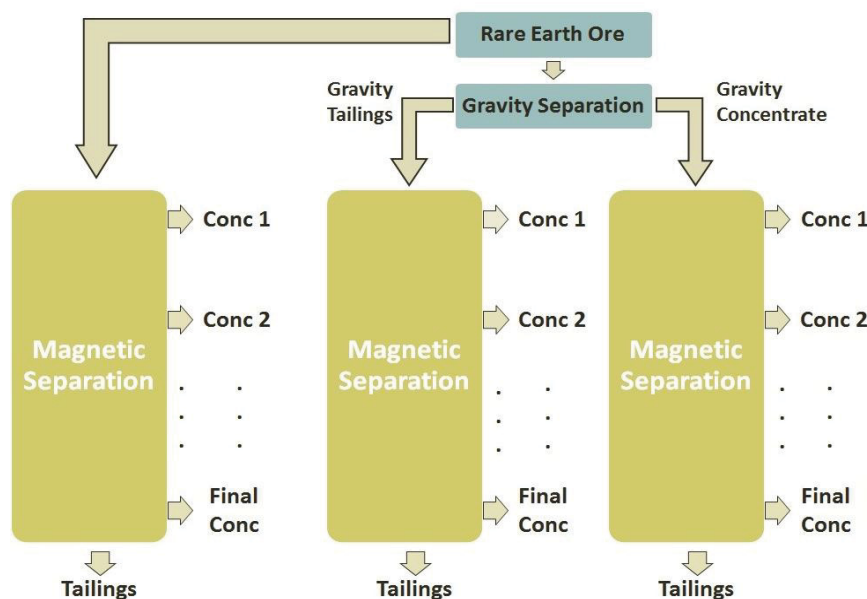 Rare Earth Ore
Gravity
Tailings
Gravity Separation
Gravity
Concentrate
Magnetic
Separation
Conc 1
Conc 2
Final
Conc
Tailings
Magnetic
Separation
Conc 1
Conc 2
Final
Conc
Tailings
Magnetic
Separation
Conc 1
Conc 2
Final
Conc
Tailings